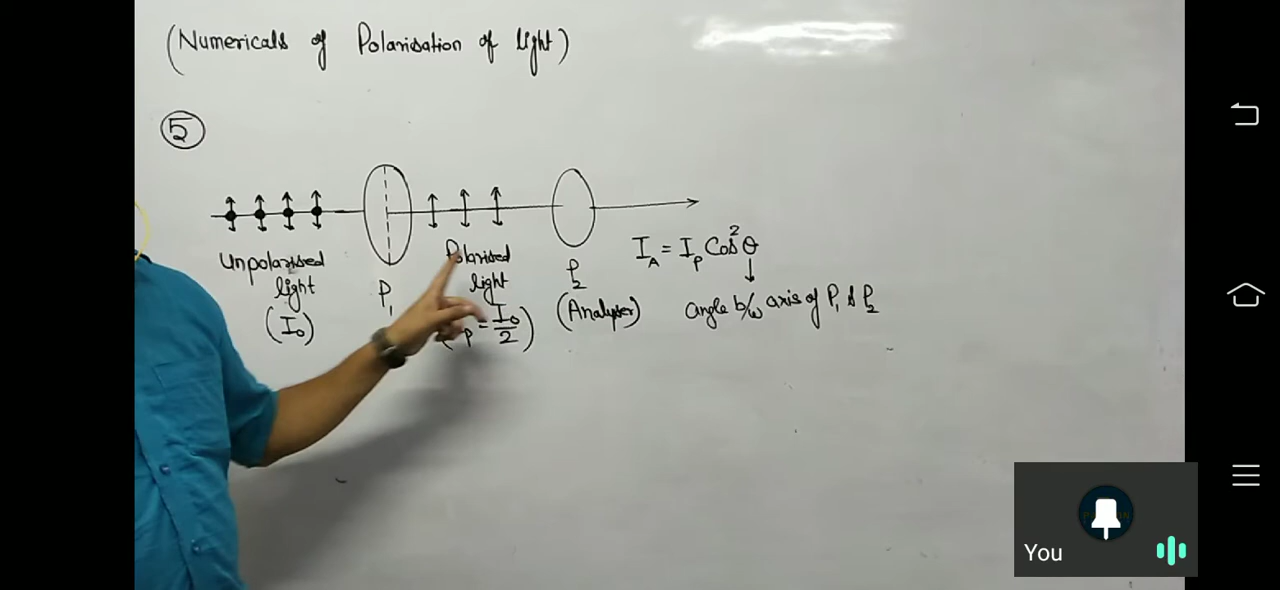 (Numericals of Polarisation of light)
5
Unpolarised
light
(I₀)
P₁
Polarised
light
P = I₀/2)
P₂
(Analyser)
I_A = I_P Cos²θ
angle b/w axis of P₁ & P₂
You